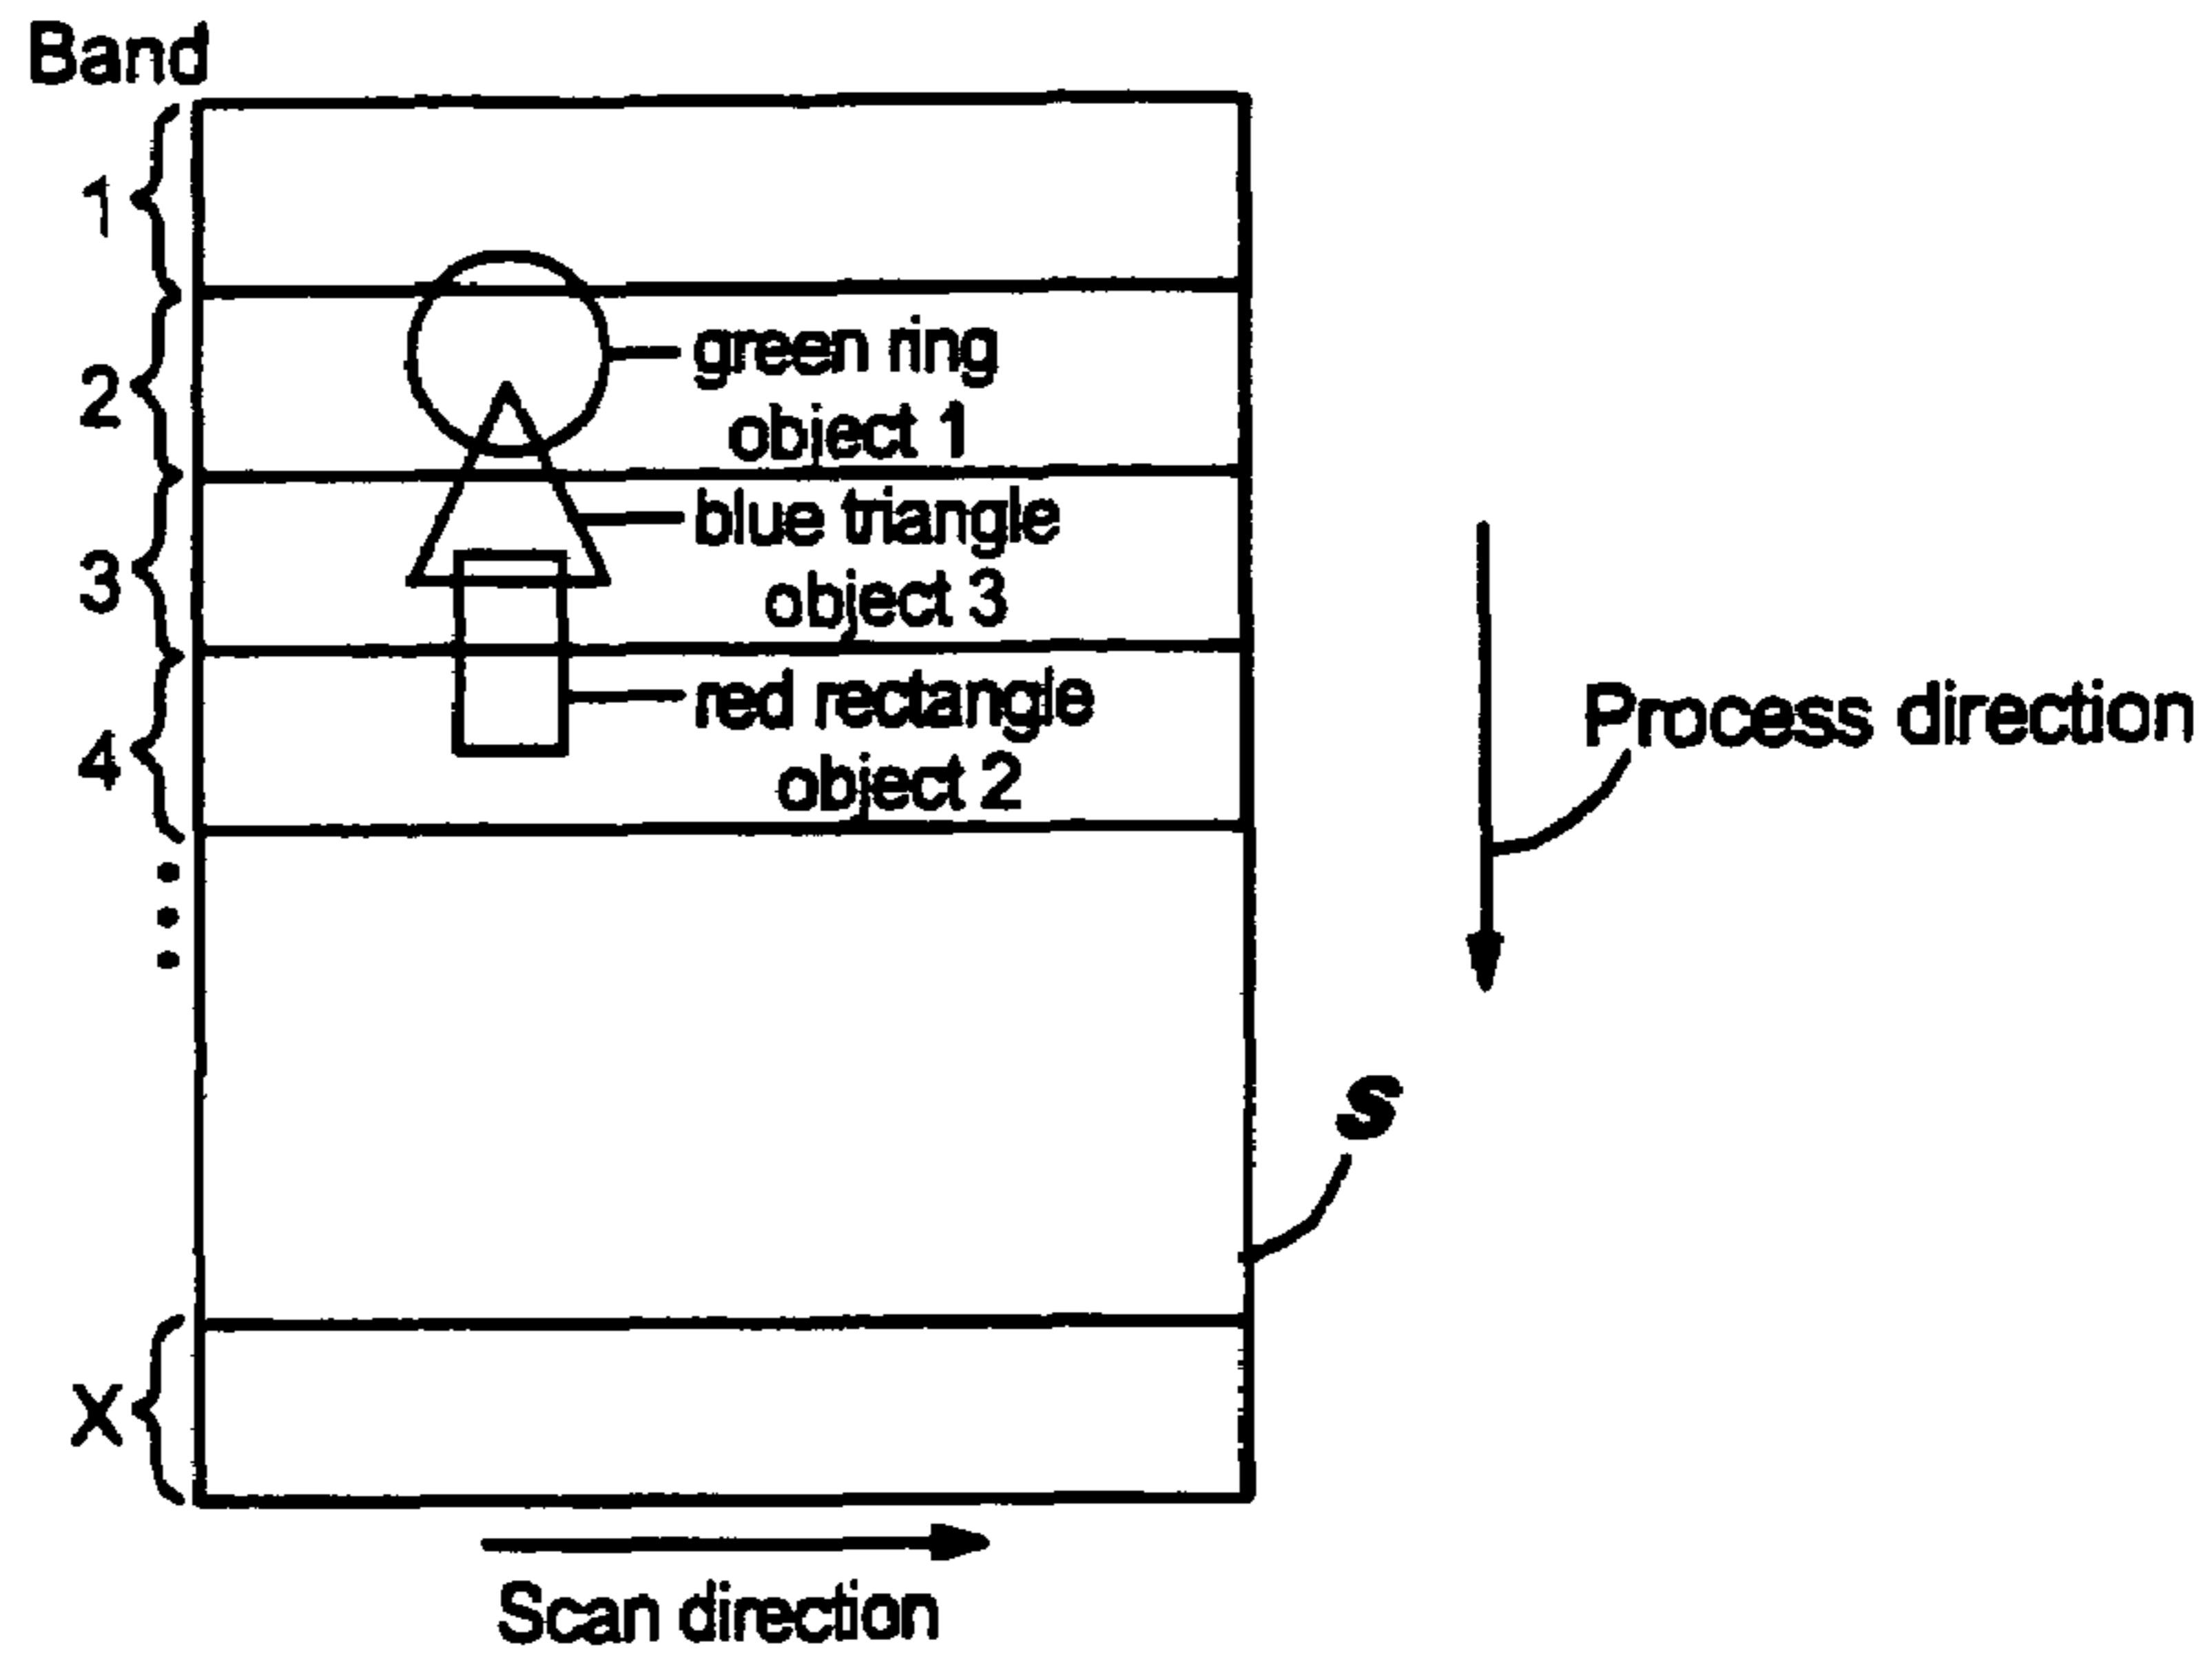 Band
1
2
green ring
object 1
3
blue triangle
object 3
4
red rectangle
object 2
Process direction
S
X
Scan direction